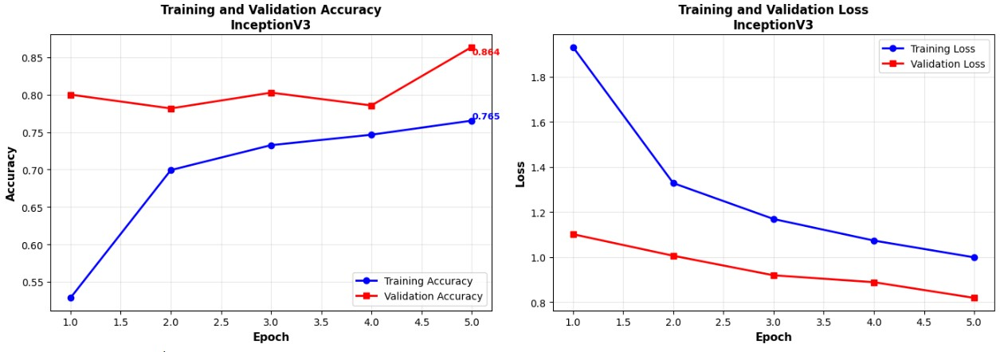 Training and Validation Accuracy
InceptionV3
0.85
0.80
0.75
0.70
0.65
0.60
0.55
Accuracy
0.864
0.765
Training Accuracy
Validation Accuracy
1.0 1.5 2.0 2.5 3.0 3.5 4.0 4.5 5.0
Epoch
Training and Validation Loss
InceptionV3
1.8
1.6
1.4
1.2
1.0
0.8
Loss
Training Loss
Validation Loss
1.0 1.5 2.0 2.5 3.0 3.5 4.0 4.5 5.0
Epoch